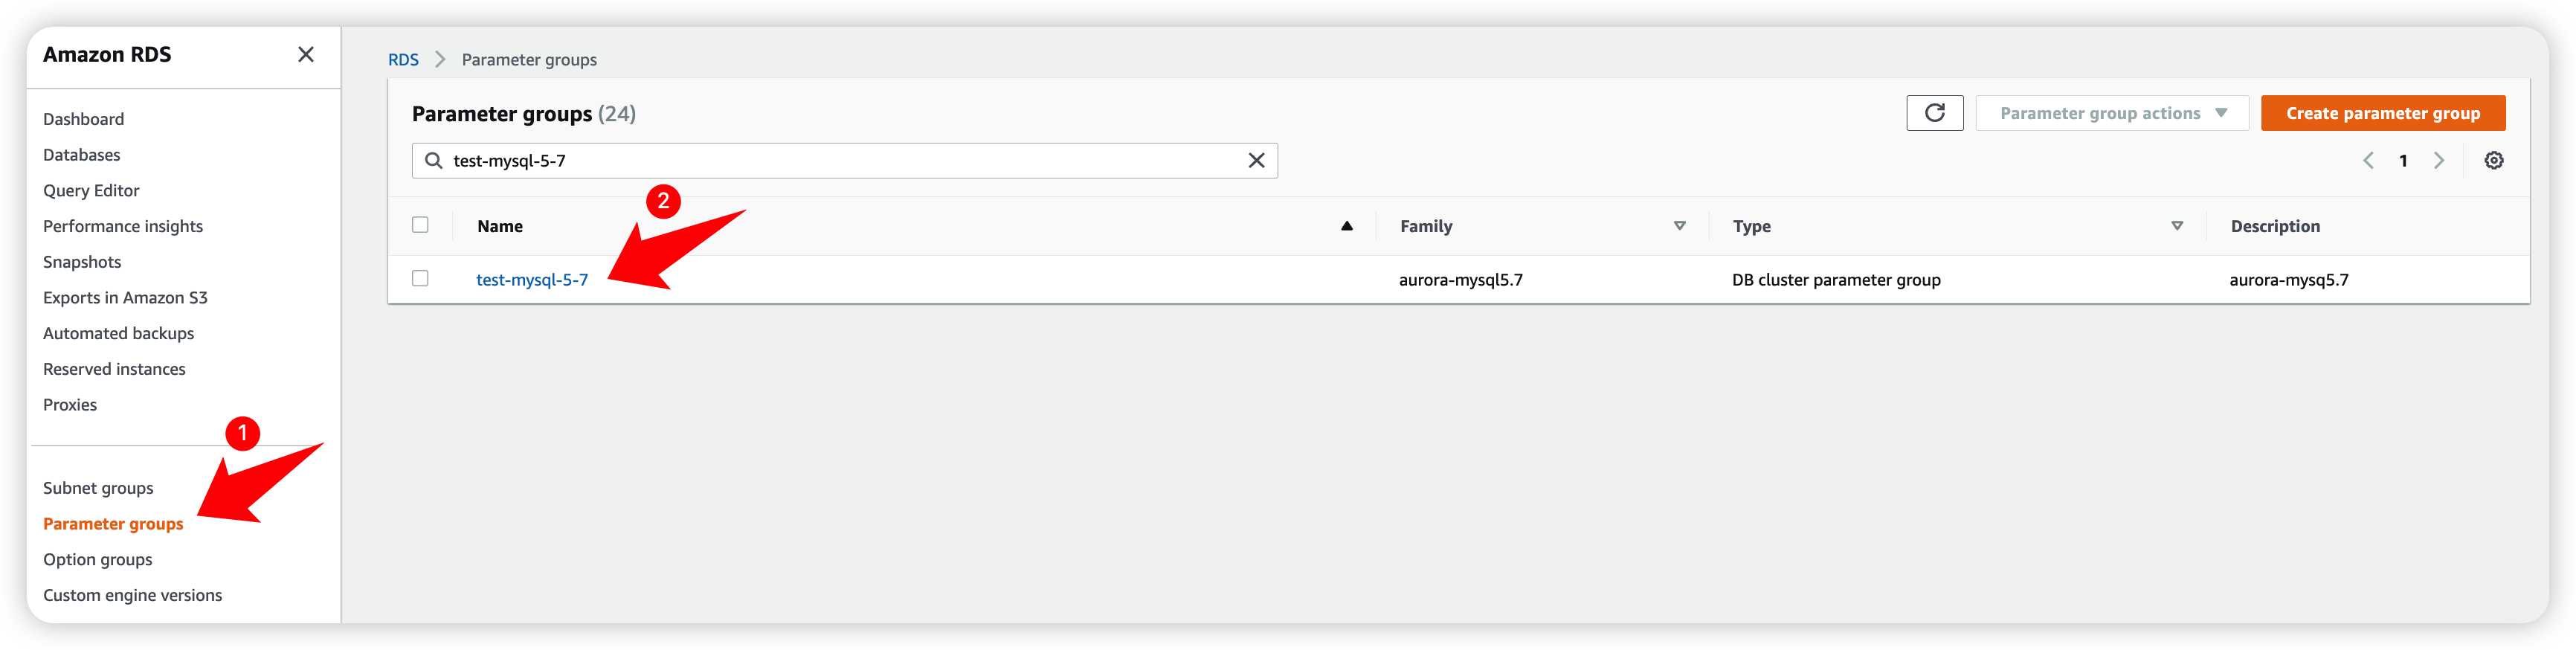 Amazon RDS
Dashboard
Databases
Query Editor
Performance insights
Snapshots
Exports in Amazon S3
Automated backups
Reserved instances
Proxies
1
Subnet groups
Parameter groups
Option groups
Custom engine versions
RDS > Parameter groups
Parameter groups (24)
Parameter group actions
Create parameter group
test-mysql-5-7
1
2
Name Family Type Description
test-mysql-5-7 aurora-mysql5.7 DB cluster parameter group aurora-mysq5.7